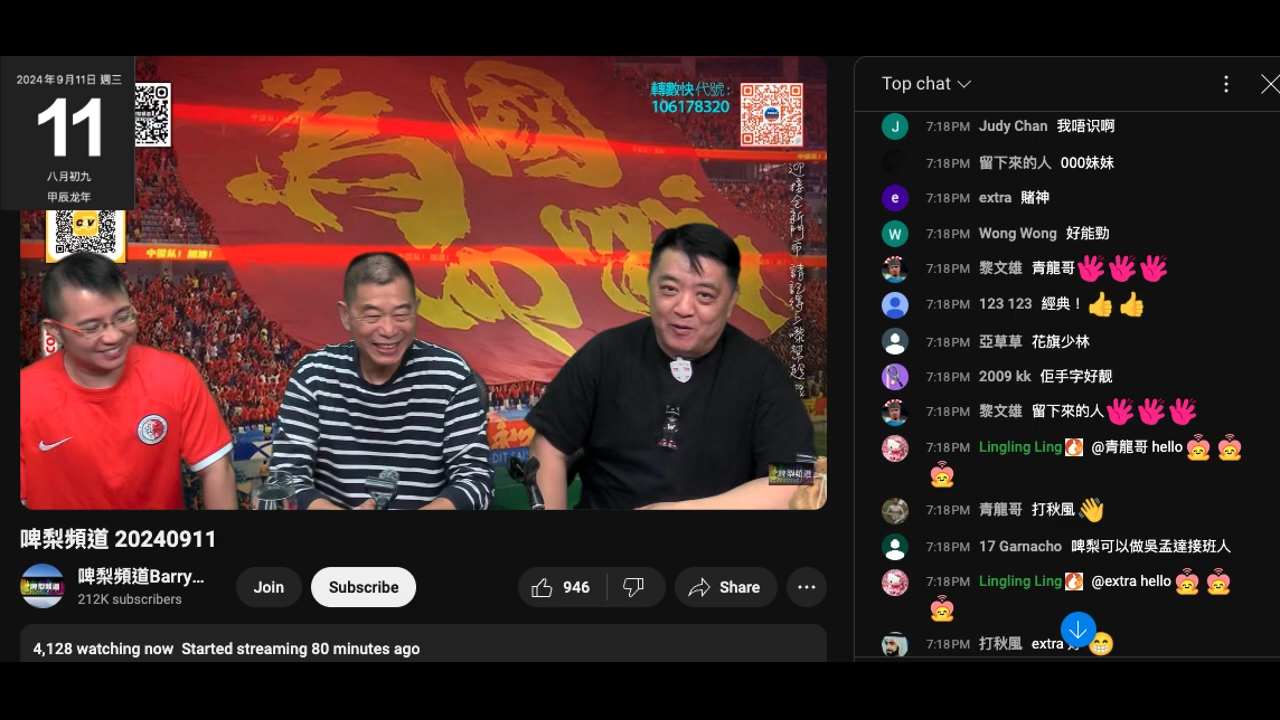 2024年9月11日 週三
11
八月初九
甲辰龙年
轉數快代號:
106178320
為國
中国队!加油!
啤梨頻道 20240911
啤梨頻道Barry...
212K subscribers
Join
Subscribe
946
Share
4,128 watching now Started streaming 80 minutes ago
Top chat
7:18PM Judy Chan 我唔识啊
7:18PM 留下來的人 000妹妹
7:18PM extra 賭神
7:18PM Wong Wong 好能勁
7:18PM 黎文雄 青龍哥
7:18PM 123 123 經典!
7:18PM 亞草草 花旗少林
7:18PM 2009 kk 佢手字好靓
7:18PM 黎文雄 留下來的人
7:18PM Lingling Ling @青龍哥 hello
7:18PM 青龍哥 打秋風
7:18PM 17 Garnacho 啤梨可以做吳孟達接班人
7:18PM Lingling Ling @extra hello
7:18PM 打秋風 extra